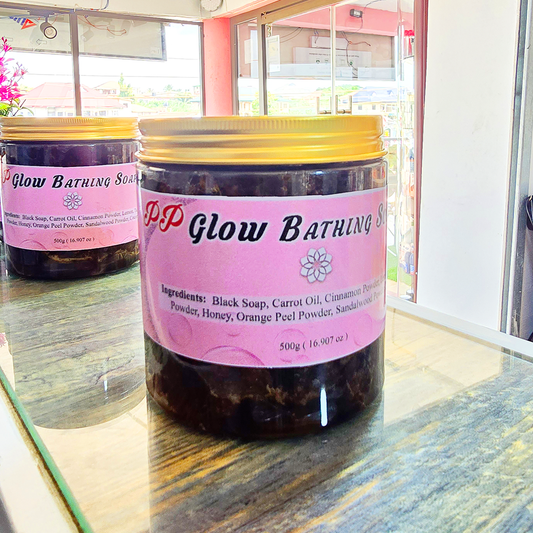 PP Glow Bathing Soap
Ingredients: Black Soap, Carrot Oil, Cinnamon Powder,
Powder, Honey, Orange Peel Powder, Sandalwood
500g ( 16.907 oz )
PP Glow Bathing S
Ingredients: Black Soap, Carrot Oil, Cinnamon Powder,
Powder, Honey, Orange Peel Powder, Sandalwood
500g ( 16.907 oz )